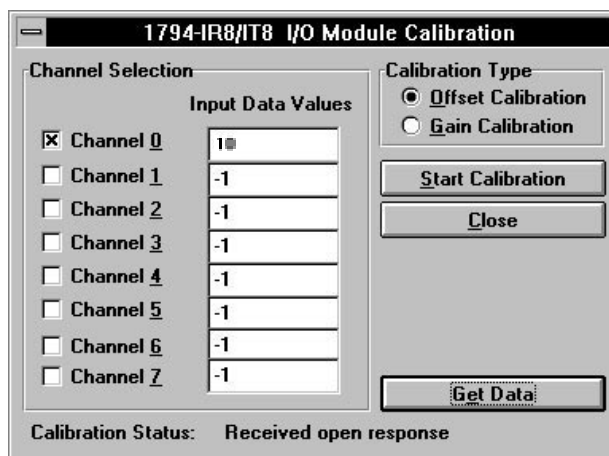 1794-IR8/IT8 I/O Module Calibration
Channel Selection
Input Data Values
Channel 0
Channel 1
-1
Channel 2
-1
Channel 3
-1
Channel 4
-1
Channel 5
-1
Channel 6
-1
Channel 7
-1
Calibration Type
Offset Calibration
Gain Calibration
Start Calibration
Close
Get Data
Calibration Status: Received open response